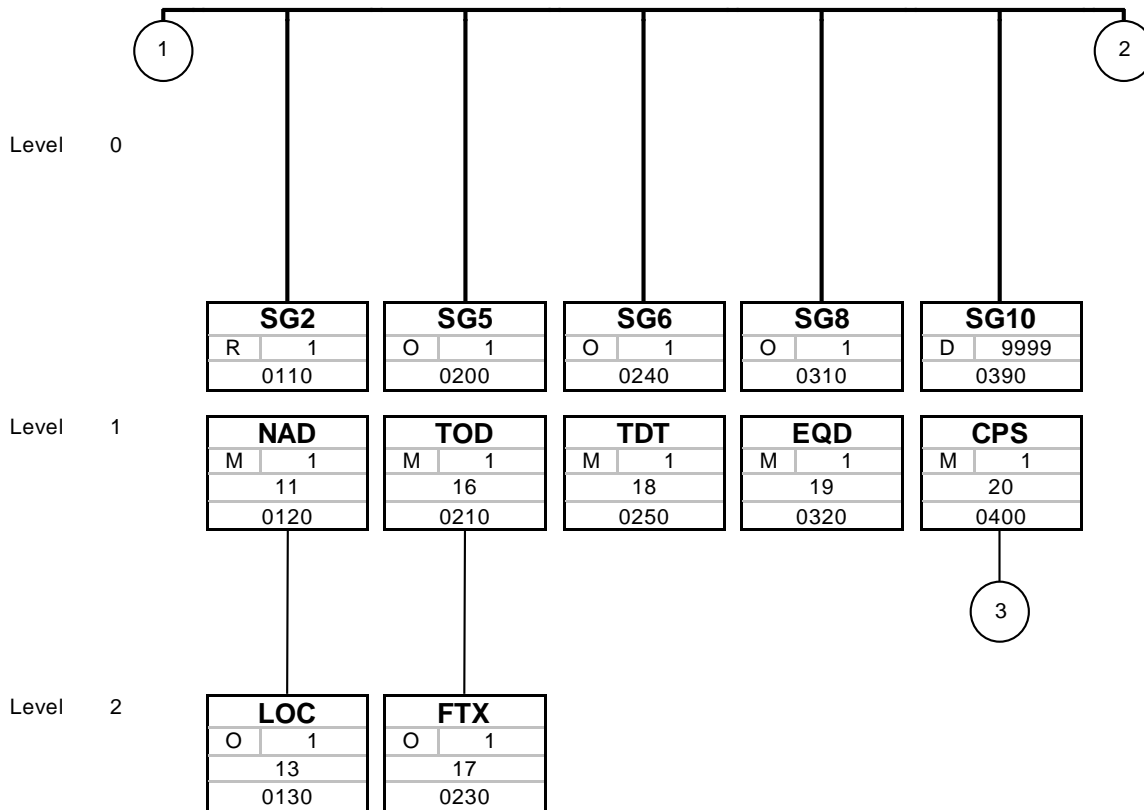 1 2
Level 0
SG2 SG5 SG6 SG8 SG10
R 1 O 1 O 1 O 1 D 9999
0110 0200 0240 0310 0390
Level 1
NAD TOD TDT EQD CPS
M 1 M 1 M 1 M 1 M 1
11 16 18 19 20
0120 0210 0250 0320 0400
3
Level 2
LOC FTX
O 1 O 1
13 17
0130 0230